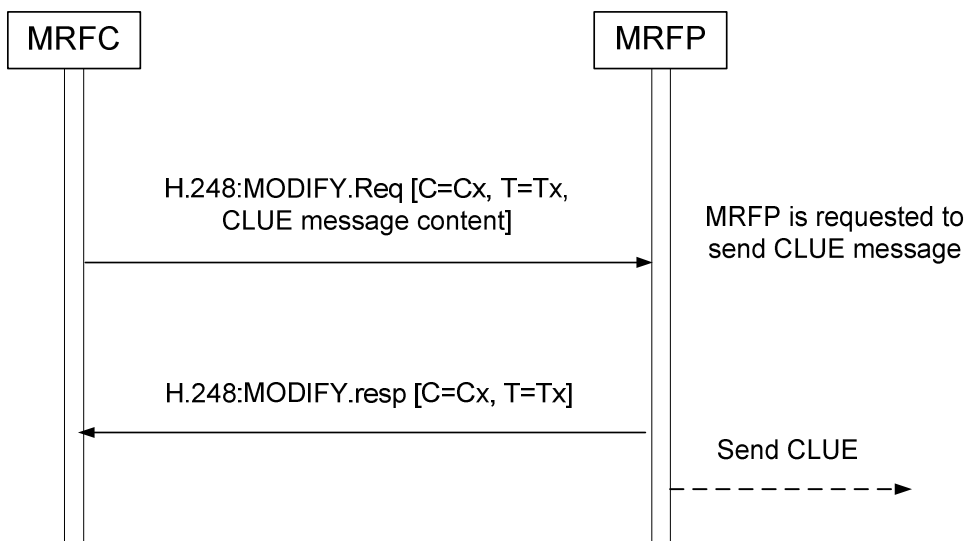 MRFC
MRFP
H.248:MODIFY.Req [C=Cx, T=Tx,
CLUE message content]
MRFP is requested to
send CLUE message
H.248:MODIFY.resp [C=Cx, T=Tx]
Send CLUE